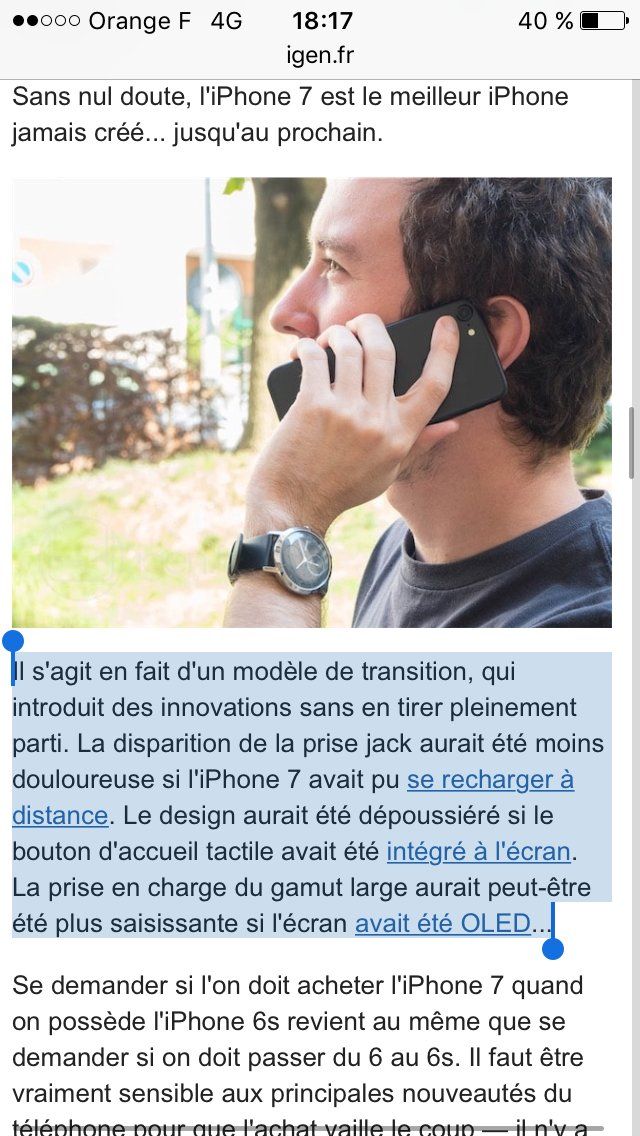 Orange F 4G 18:17 40 %
igen.fr
Sans nul doute, l'iPhone 7 est le meilleur iPhone
jamais créé... jusqu'au prochain.
Il s'agit en fait d'un modèle de transition, qui
introduit des innovations sans en tirer pleinement
parti. La disparition de la prise jack aurait été moins
douloureuse si l'iPhone 7 avait pu se recharger à
distance. Le design aurait été dépoussiéré si le
bouton d'accueil tactile avait été intégré à l'écran.
La prise en charge du gamut large aurait peut-être
été plus saisissante si l'écran avait été OLED...
Se demander si l'on doit acheter l'iPhone 7 quand
on possède l'iPhone 6s revient au même que se
demander si on doit passer du 6 au 6s. Il faut être
vraiment sensible aux principales nouveautés du
téléphone pour que l'achat vaille le coup — il n'y a